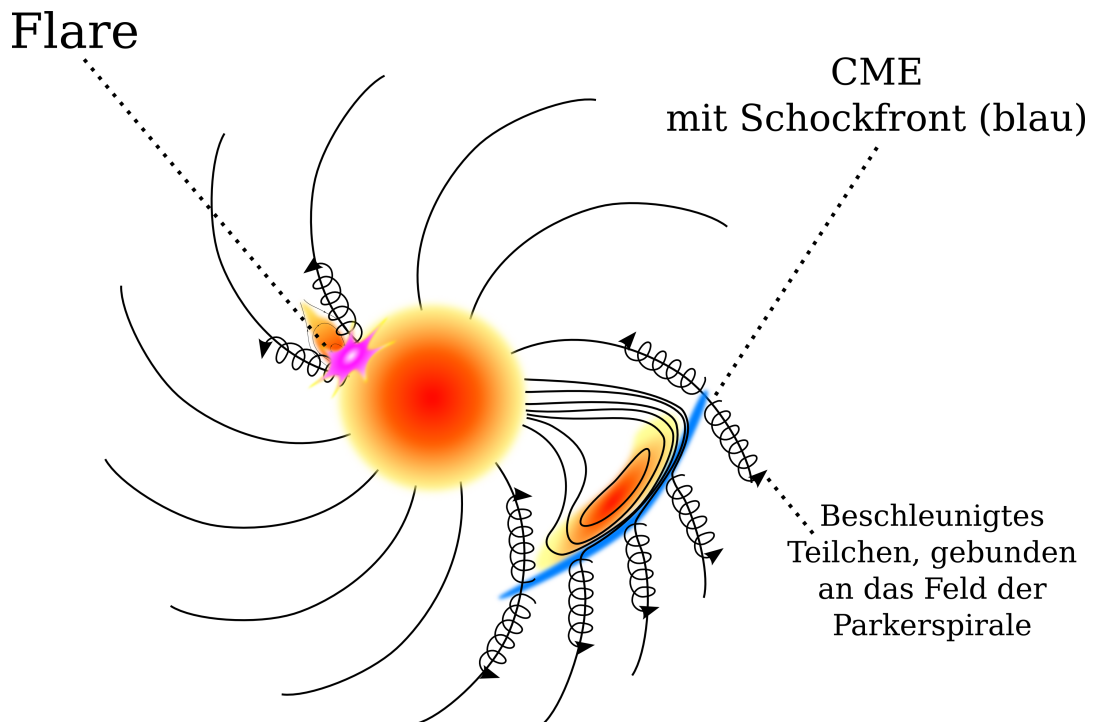 Flare
CME
mit Schockfront (blau)
Beschleunigtes
Teilchen, gebunden
an das Feld der
Parkerspirale